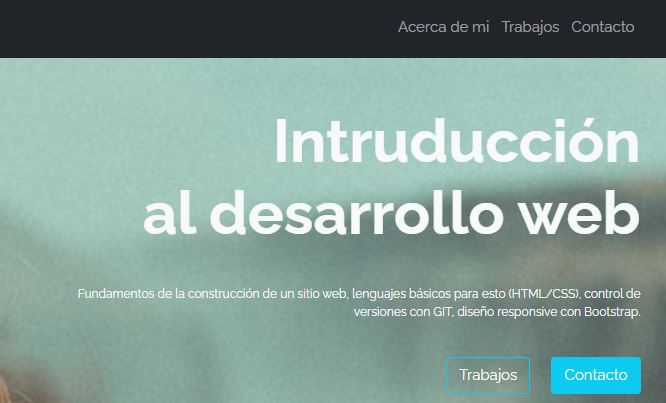 Acerca de mi Trabajos Contacto
Intruducción
al desarrollo web
Fundamentos de la construcción de un sitio web, lenguajes básicos para esto (HTML/CSS), control de
versiones con GIT, diseño responsive con Bootstrap.
Trabajos Contacto